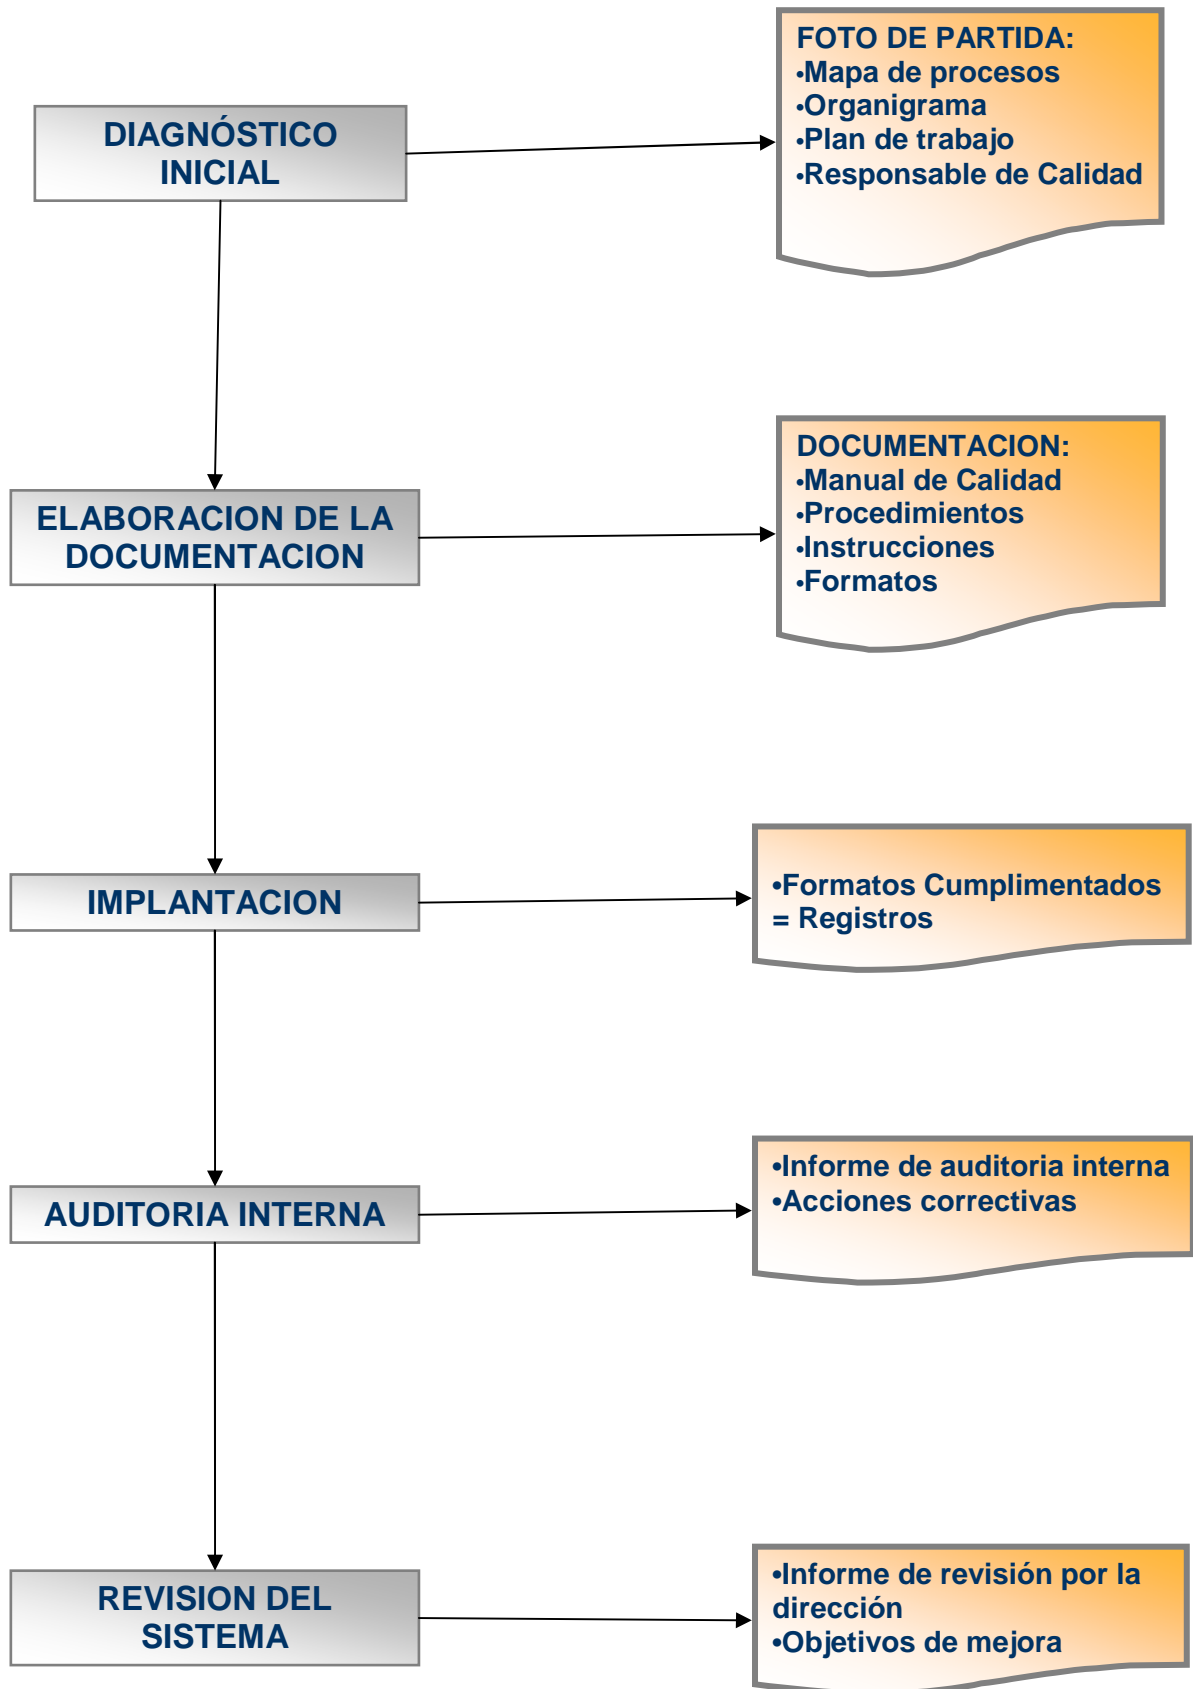 DIAGNÓSTICO
INICIAL
FOTO DE PARTIDA:
•Mapa de procesos
•Organigrama
•Plan de trabajo
•Responsable de Calidad
ELABORACION DE LA
DOCUMENTACION
DOCUMENTACION:
•Manual de Calidad
•Procedimientos
•Instrucciones
•Formatos
IMPLANTACION
•Formatos Cumplimentados
= Registros
AUDITORIA INTERNA
•Informe de auditoria interna
•Acciones correctivas
REVISION DEL
SISTEMA
•Informe de revisión por la
dirección
•Objetivos de mejora